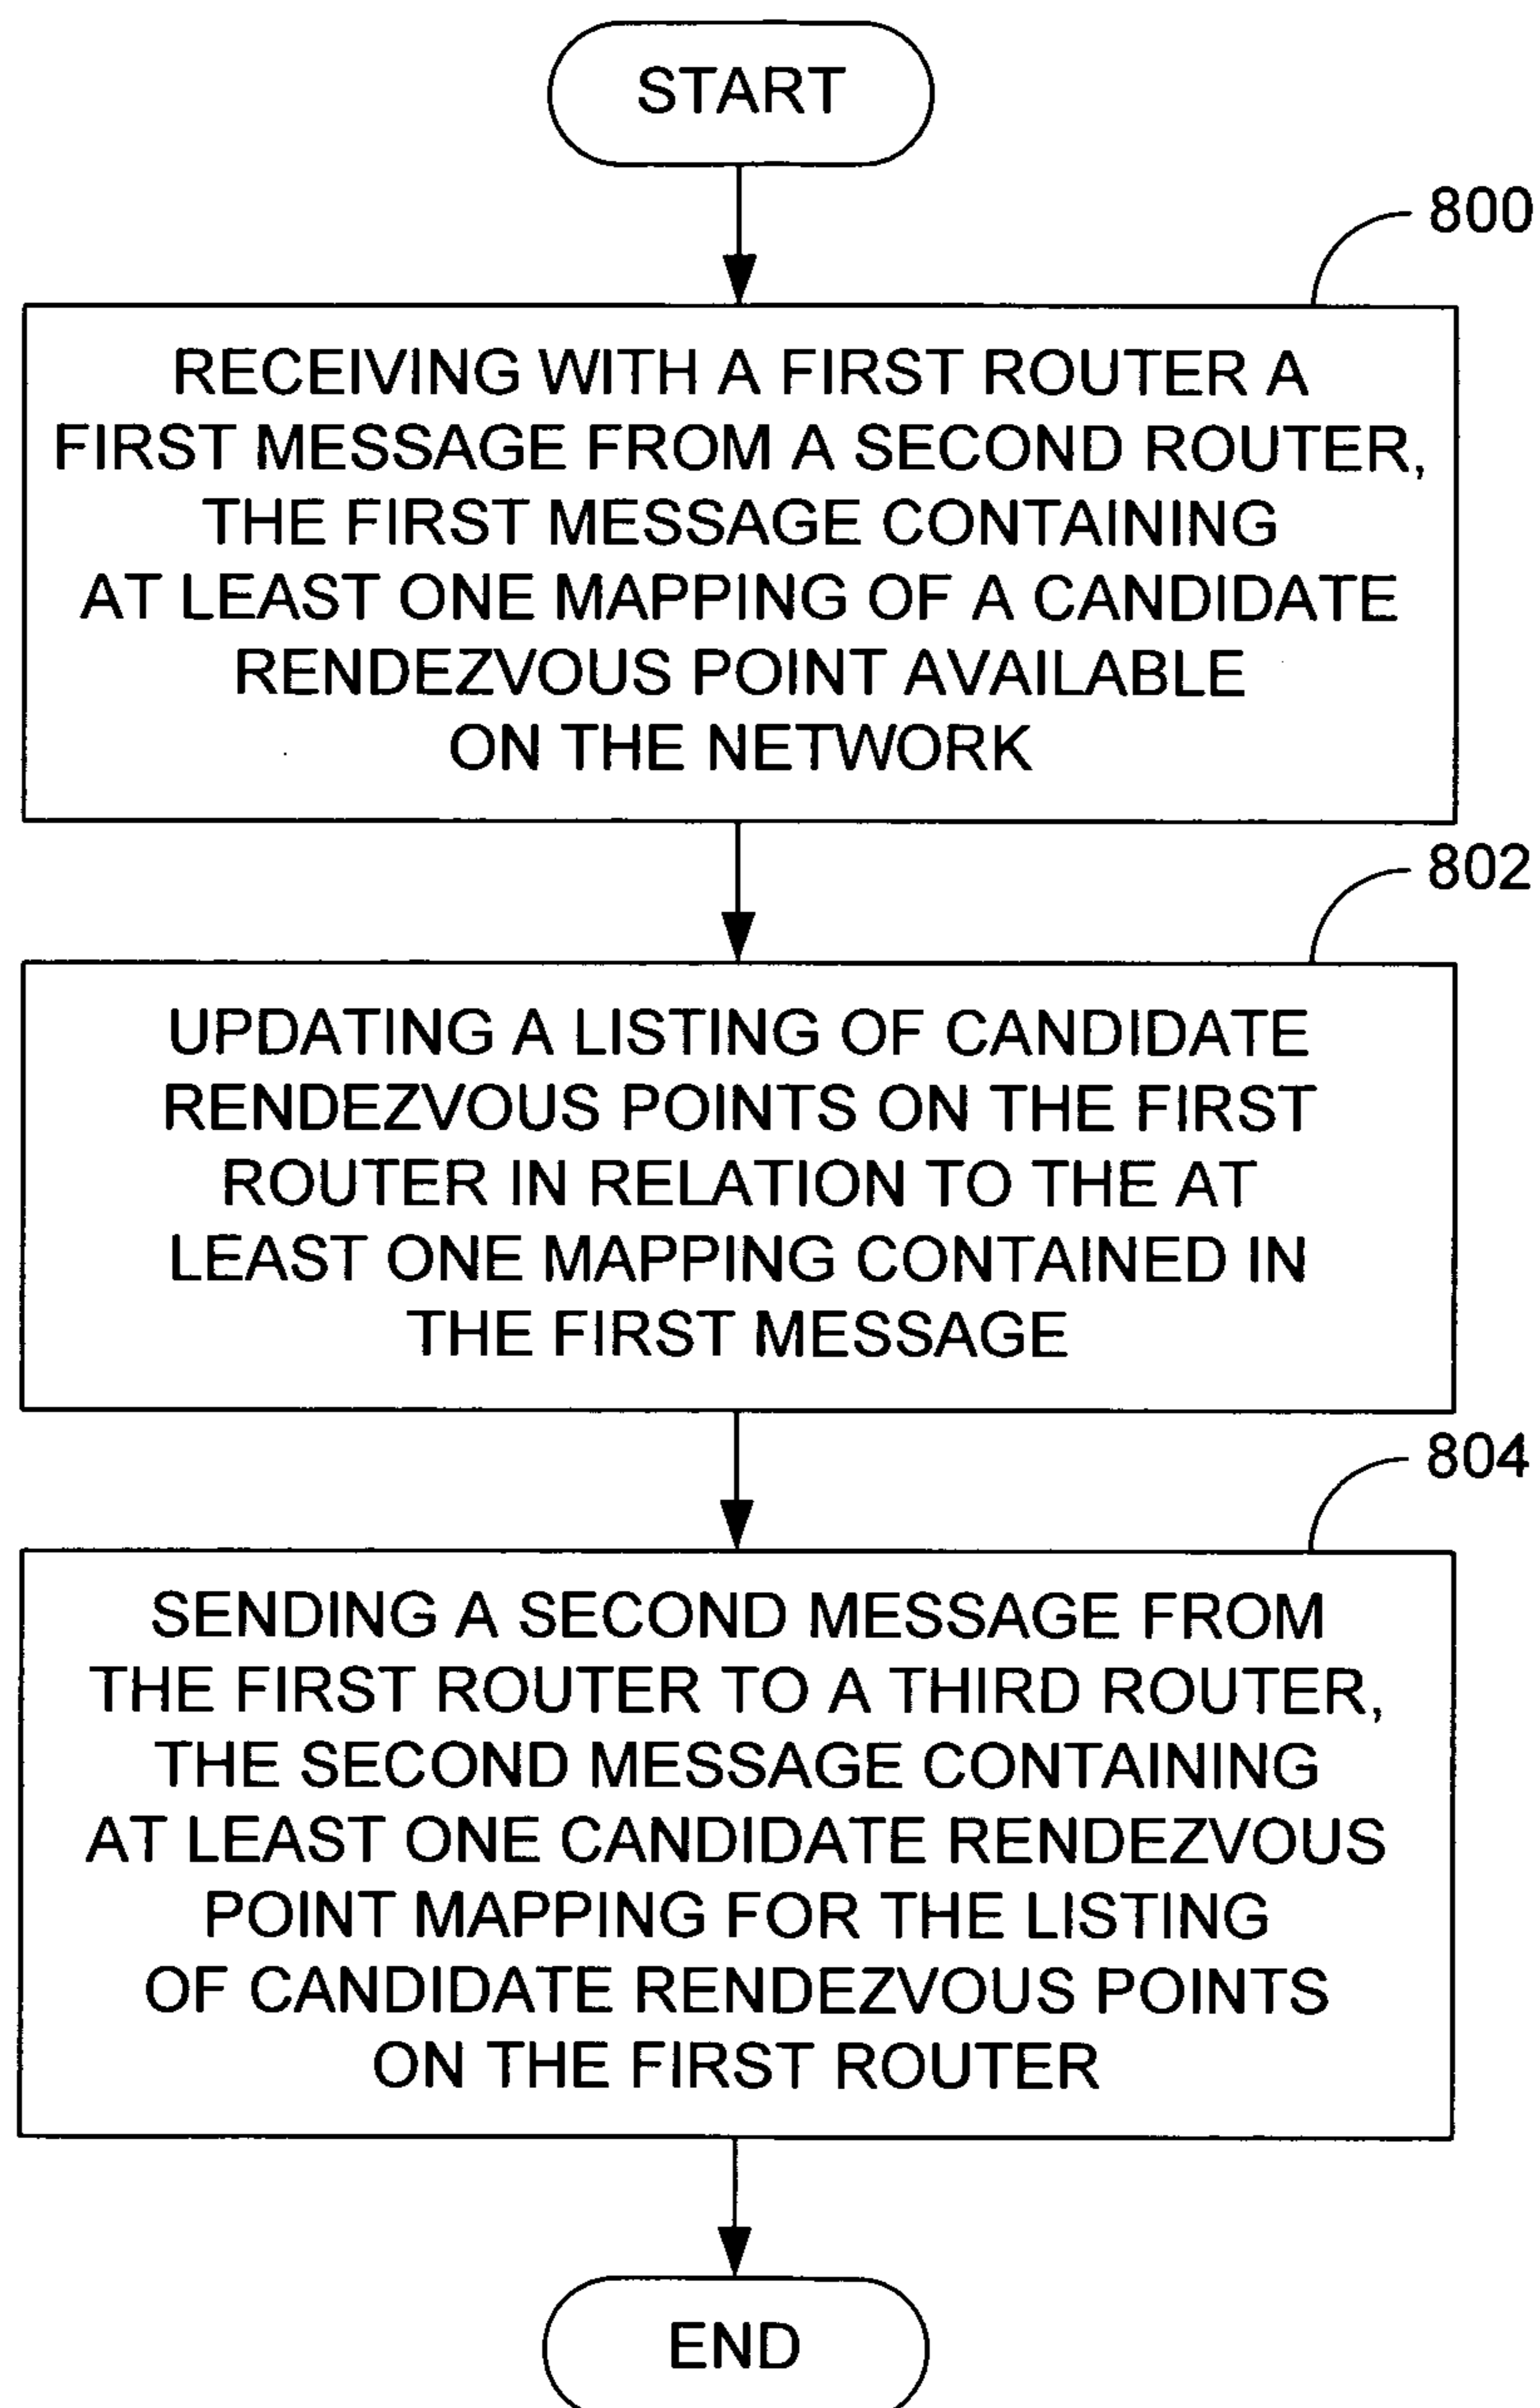 START
800
RECEIVING WITH A FIRST ROUTER A
FIRST MESSAGE FROM A SECOND ROUTER,
THE FIRST MESSAGE CONTAINING
AT LEAST ONE MAPPING OF A CANDIDATE
RENDEZVOUS POINT AVAILABLE
ON THE NETWORK
802
UPDATING A LISTING OF CANDIDATE
RENDEZVOUS POINTS ON THE FIRST
ROUTER IN RELATION TO THE AT
LEAST ONE MAPPING CONTAINED IN
THE FIRST MESSAGE
804
SENDING A SECOND MESSAGE FROM
THE FIRST ROUTER TO A THIRD ROUTER,
THE SECOND MESSAGE CONTAINING
AT LEAST ONE CANDIDATE RENDEZVOUS
POINT MAPPING FOR THE LISTING
OF CANDIDATE RENDEZVOUS POINTS
ON THE FIRST ROUTER
END